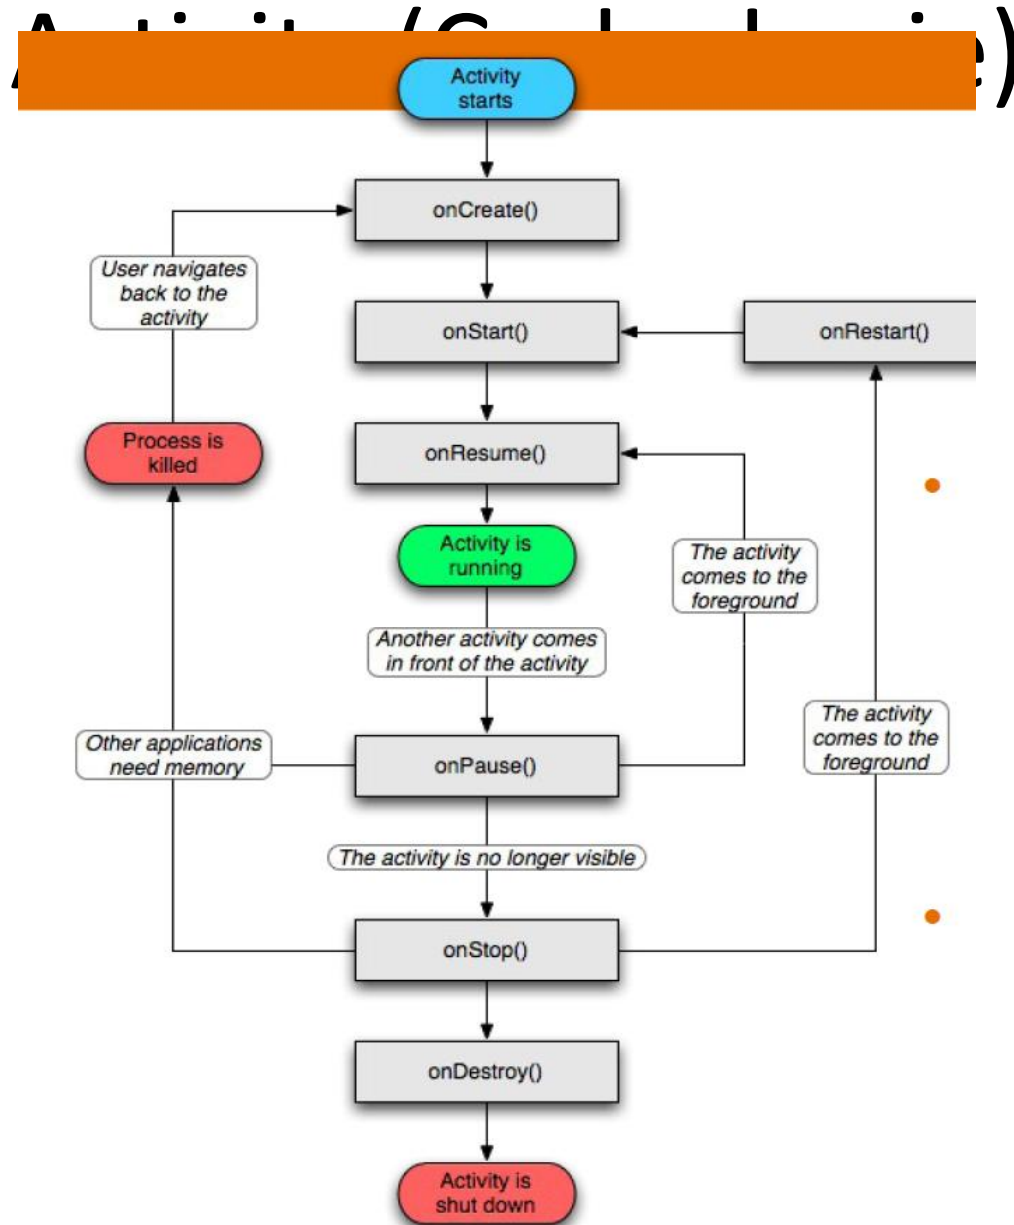 Activity
starts
onCreate()
User navigates
back to the
activity
onStart()
onRestart()
Process is
killed
onResume()
Activity is
running
The activity
comes to the
foreground
Another activity comes
in front of the activity
The activity
comes to the
foreground
Other applications
need memory
onPause()
The activity is no longer visible
onStop()
onDestroy()
Activity is
shut down